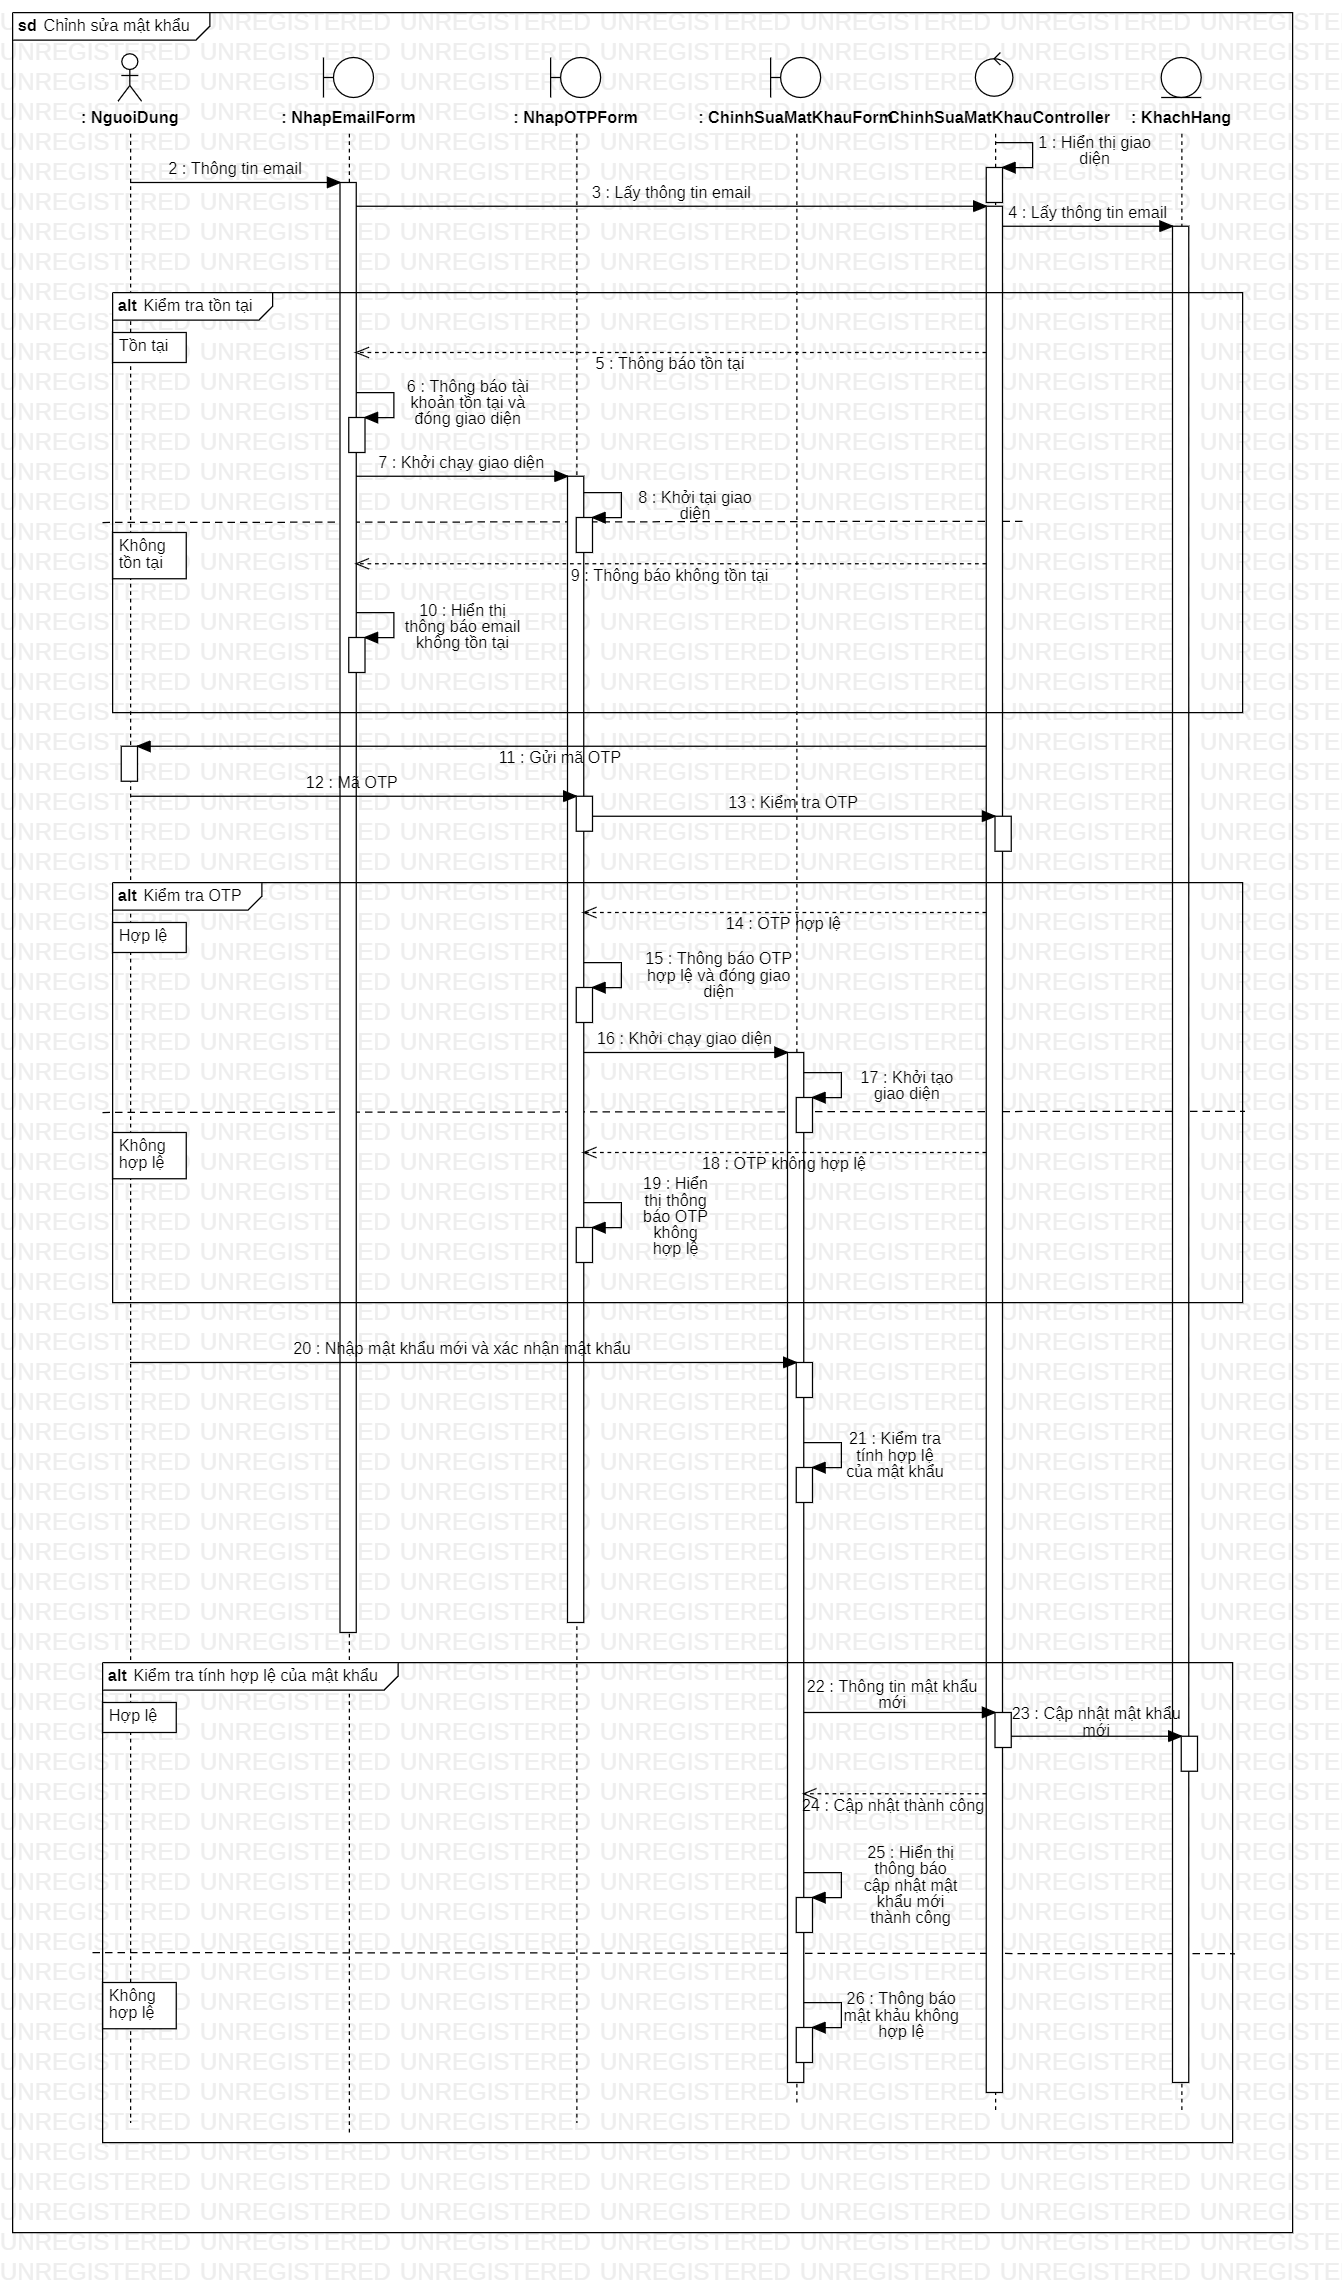 sd Chỉnh sửa mật khẩu
: NguoiDung
: NhapEmailForm
: NhapOTPForm
: ChinhSuaMatKhauForm
ChinhSuaMatKhauController
: KhachHang
1 : Hiển thị giao
diện
2 : Thông tin email
3 : Lấy thông tin email
4 : Lấy thông tin email
alt Kiểm tra tồn tại
Tồn tại
5 : Thông báo tồn tại
6 : Thông báo tài
khoản tồn tại và
đóng giao diện
7 : Khởi chạy giao diện
8 : Khởi tại giao
diện
Không
tồn tại
9 : Thông báo không tồn tại
10 : Hiển thị
thông báo email
không tồn tại
11 : Gửi mã OTP
12 : Mã OTP
13 : Kiểm tra OTP
alt Kiểm tra OTP
Hợp lệ
14 : OTP hợp lệ
15 : Thông báo OTP
hợp lệ và đóng giao
diện
16 : Khởi chạy giao diện
17 : Khởi tạo
giao diện
Không
hợp lệ
18 : OTP không hợp lệ
19 : Hiển
thị thông
báo OTP
không
hợp lệ
20 : Nhập mật khẩu mới và xác nhận mật khẩu
21 : Kiểm tra
tính hợp lệ
của mật khẩu
alt Kiểm tra tính hợp lệ của mật khẩu
Hợp lệ
22 : Thông tin mật khẩu
mới
23 : Cập nhật mật khẩu
mới
24 : Cập nhật thành công
25 : Hiển thị
thông báo
cập nhật mật
khẩu mới
thành công
Không
hợp lệ
26 : Thông báo
mật khảu không
hợp lệ
UNREGISTERED